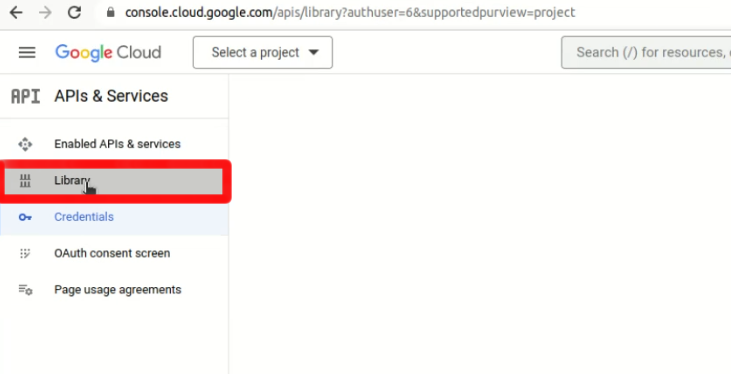 console.cloud.google.com/apis/library?authuser=6&supportedpurview=project
Google Cloud
Select a project
Search (/) for resources,
API APIs & Services
Enabled APIs & services
Library
Credentials
OAuth consent screen
Page usage agreements